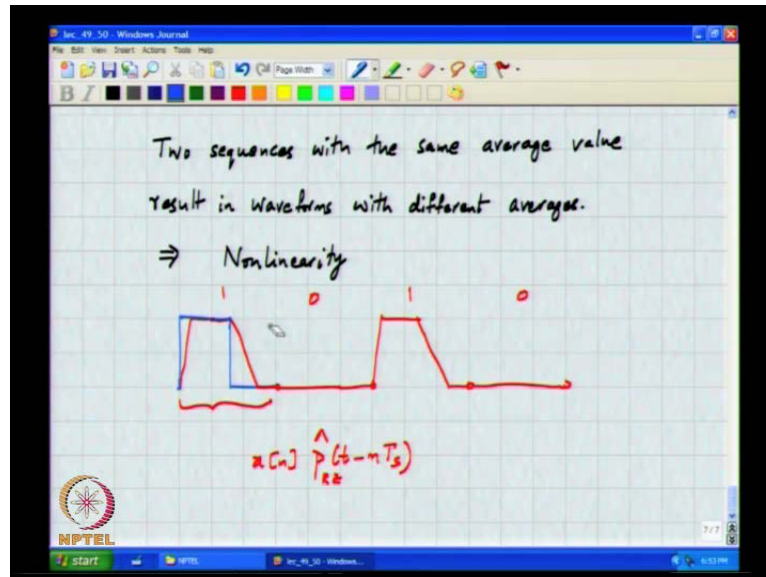 lec_49_50 - Windows Journal
File Edit View Insert Actions Tools Help
Page Width
B I
Two sequences with the same average value
result in waveforms with different averages.
⇒ Nonlinearity
1 0 1 0
x[n] p̂_RZ (t-nTs)
NPTEL
7/7
start
NPTEL
lec_49_50 - Windows...
6:53 PM